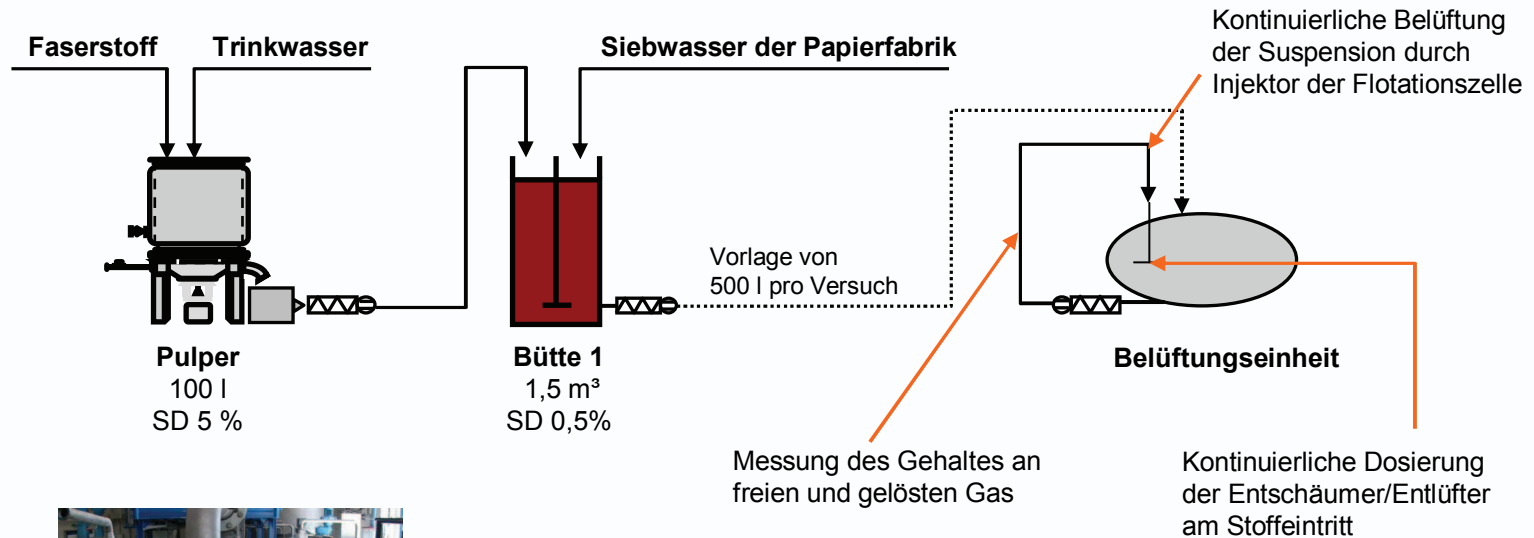 Faserstoff
Trinkwasser
Siebwasser der Papierfabrik
Kontinuierliche Belüftung
der Suspension durch
Injektor der Flotationszelle
Vorlage von
500 l pro Versuch
Pulper
100 l
SD 5 %
Bütte 1
1,5 m³
SD 0,5%
Belüftungseinheit
Messung des Gehaltes an
freien und gelösten Gas
Kontinuierliche Dosierung
der Entschäumer/Entlüfter
am Stoffeintritt